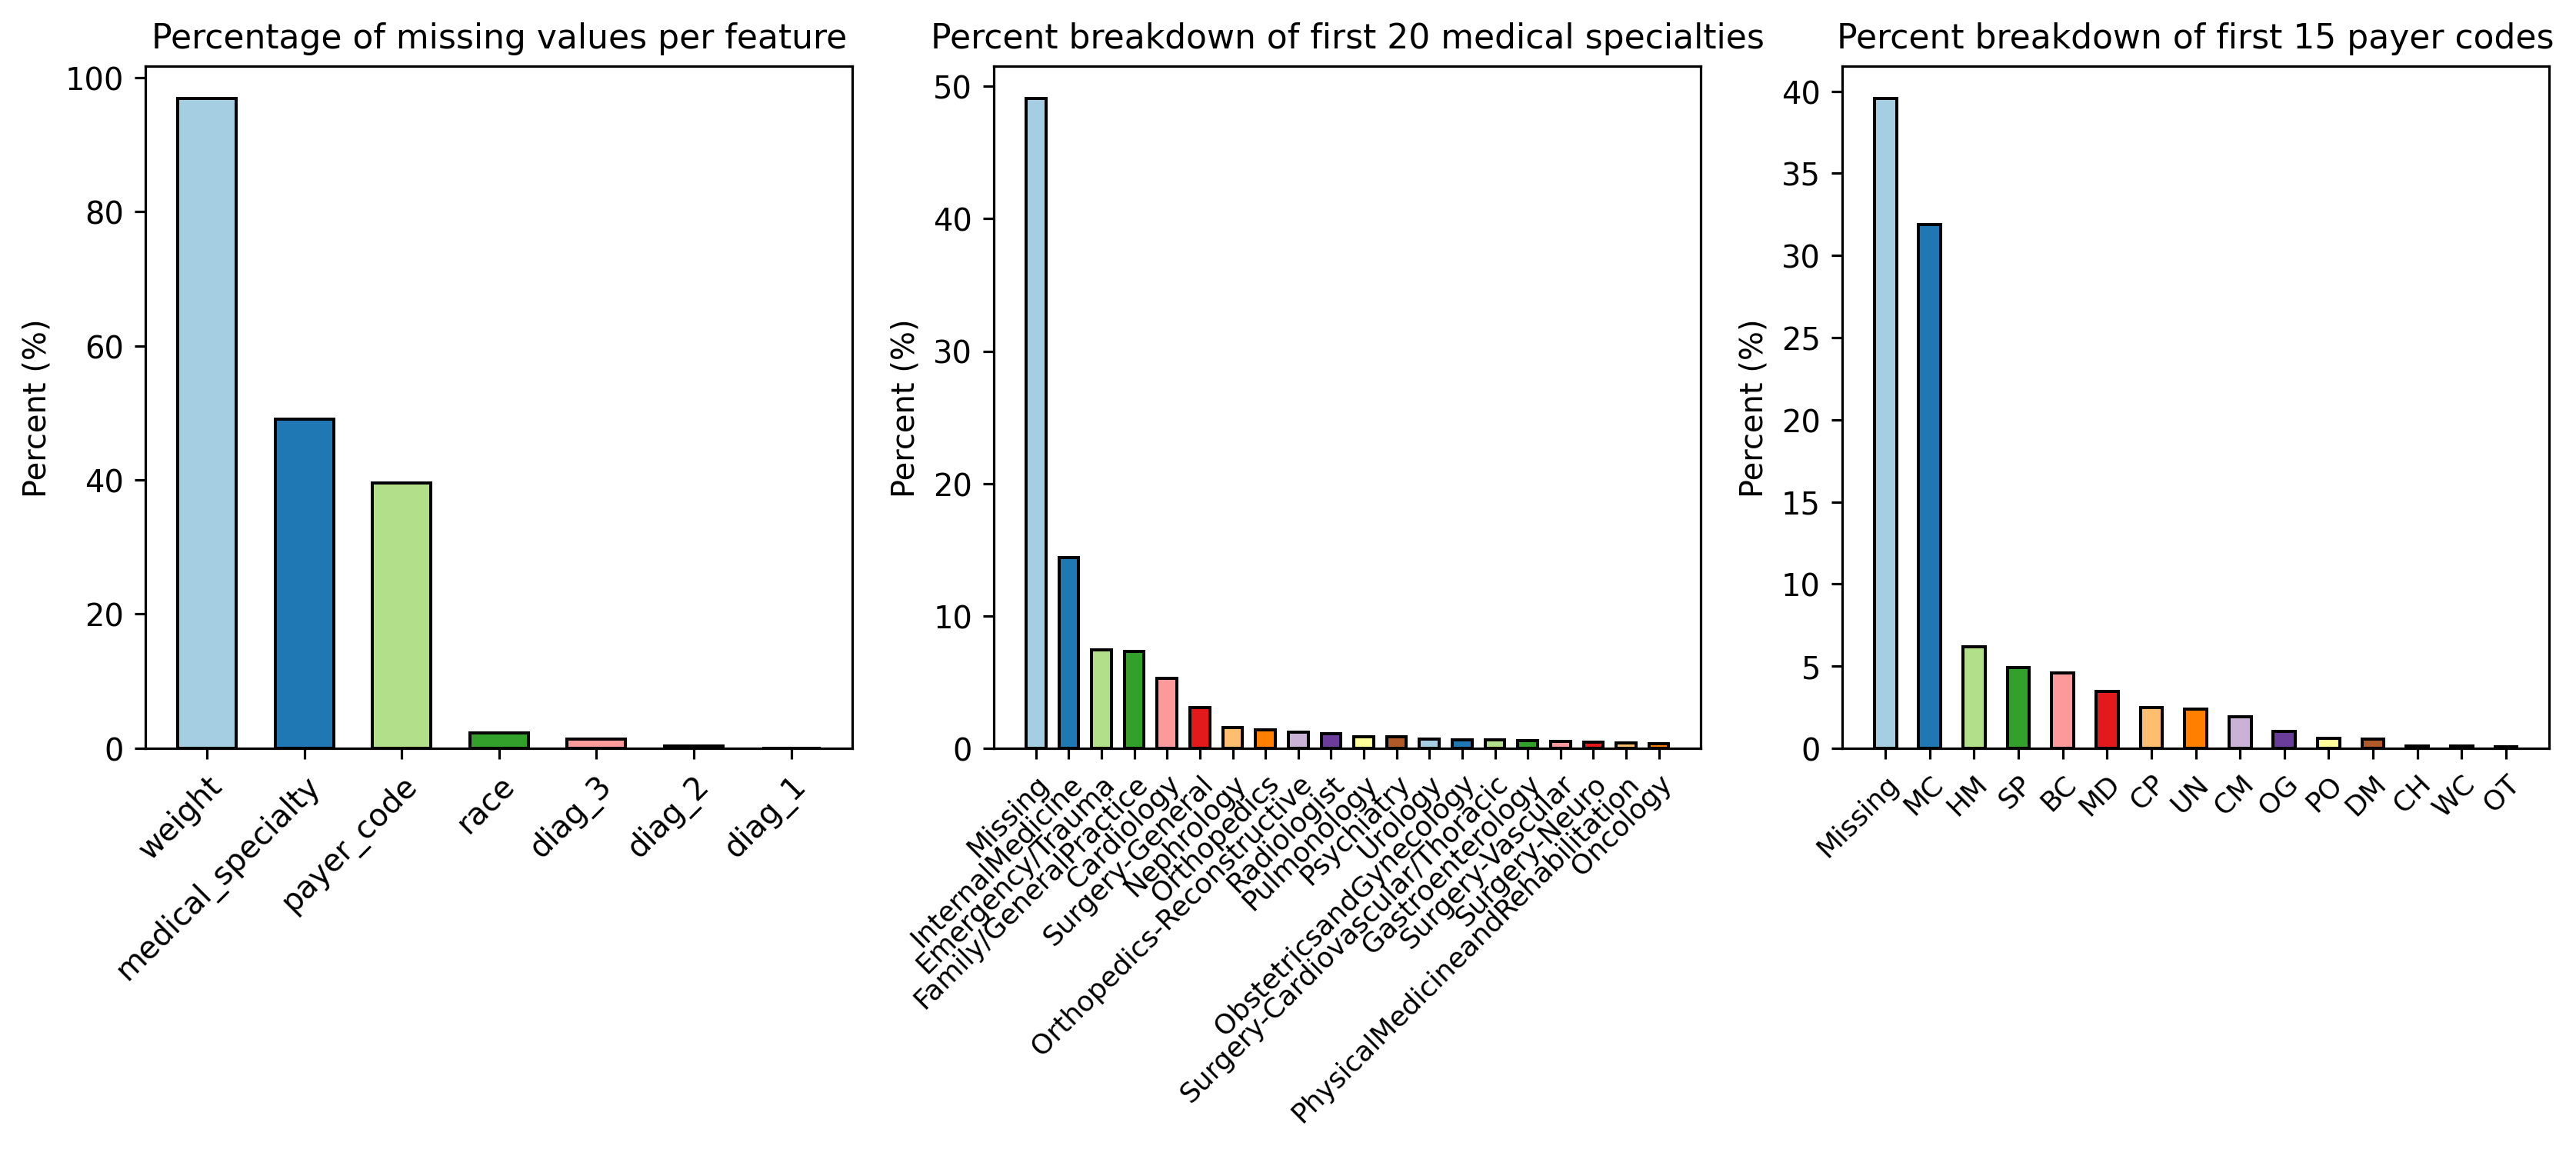 Percentage of missing values per feature
Percent (%)
100
80
60
40
20
0
weight
medical_specialty
payer_code
race
diag_3
diag_2
diag_1
Percent breakdown of first 20 medical specialties
Percent (%)
50
40
30
20
10
0
Missing
InternalMedicine
Emergency/Trauma
Family/GeneralPractice
Cardiology
Surgery-General
Nephrology
Orthopedics
Orthopedics-Reconstructive
Radiologist
Pulmonology
Psychiatry
Urology
ObstetricsandGynecology
Surgery-Cardiovascular/Thoracic
Gastroenterology
Surgery-Vascular
Surgery-Neuro
PhysicalMedicineandRehabilitation
Oncology
Percent breakdown of first 15 payer codes
Percent (%)
40
35
30
25
20
15
10
5
0
Missing
MC
HM
SP
BC
MD
CP
UN
CM
OG
PO
DM
CH
WC
OT